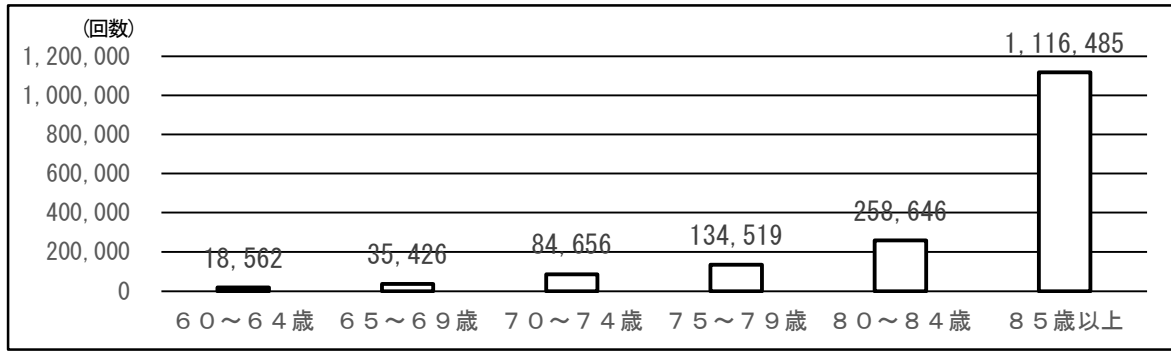 (回数)
1,200,000
1,000,000
800,000
600,000
400,000
200,000
0
18,562
35,426
84,656
134,519
258,646
1,116,485
６０～６４歳
６５～６９歳
７０～７４歳
７５～７９歳
８０～８４歳
８５歳以上